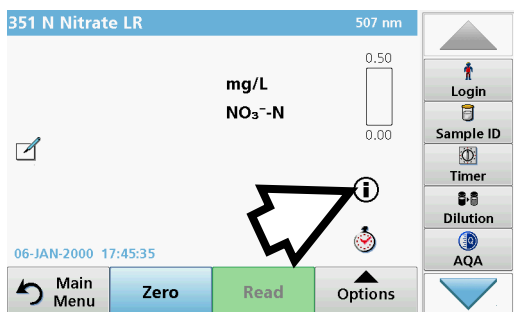 351 N Nitrate LR 507 nm
0.50
mg/L
NO₃⁻-N
0.00
i
06-JAN-2000 17:45:35
Main
Menu
Zero
Read
Options
Login
Sample ID
Timer
Dilution
AQA